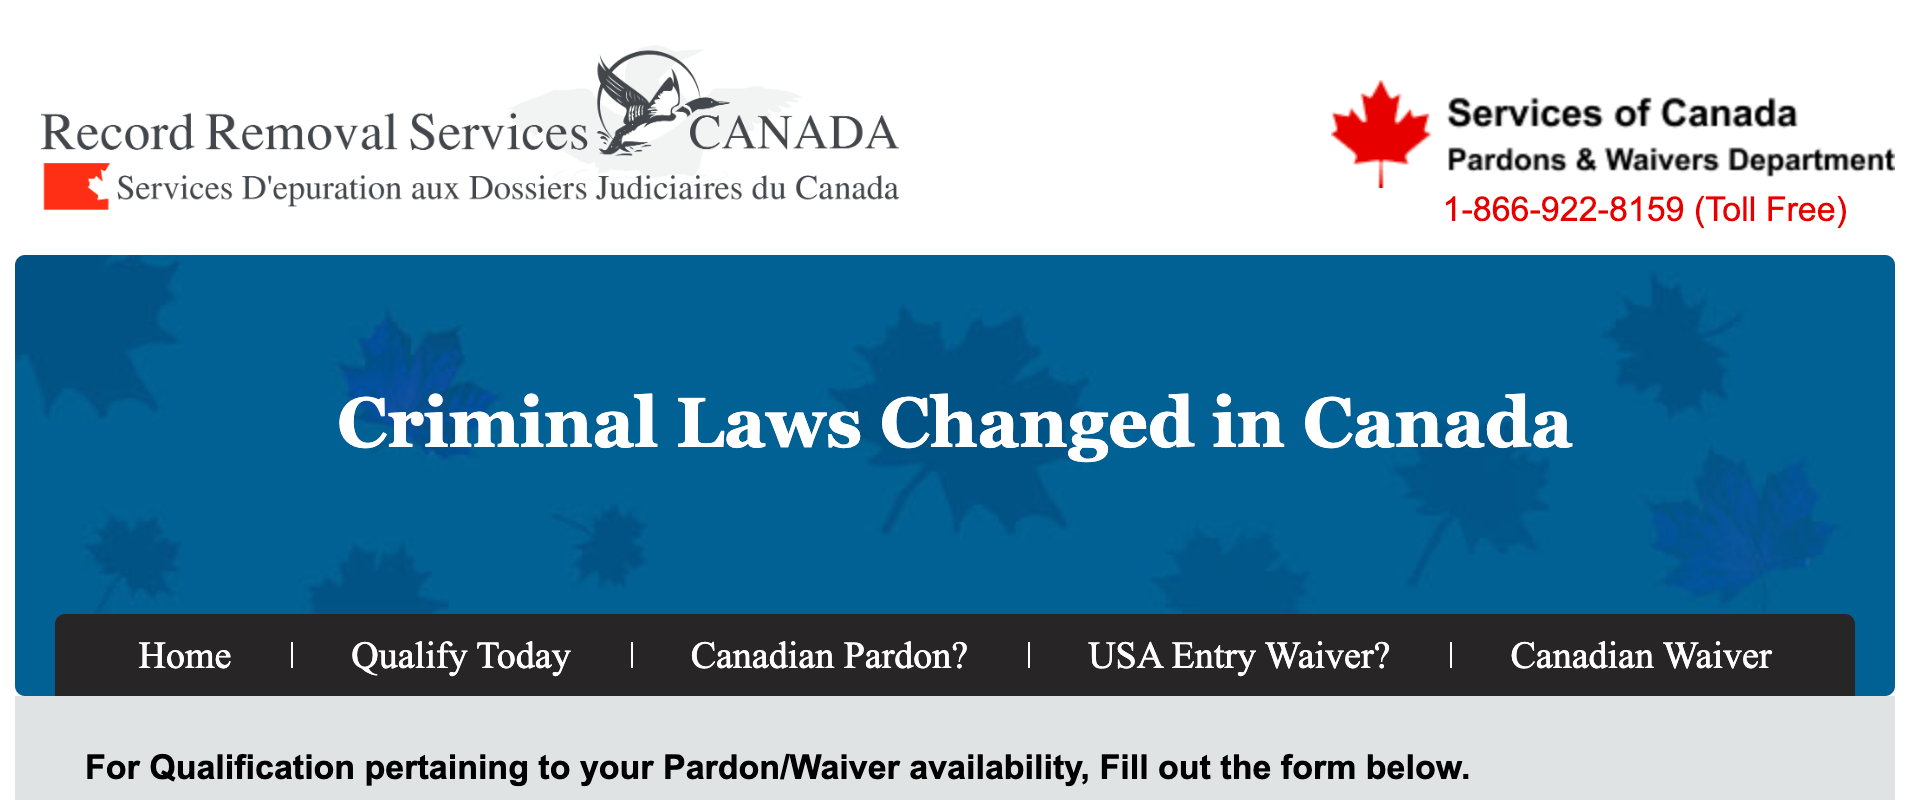 Record Removal Services CANADA
Services D'epuration aux Dossiers Judiciaires du Canada
Services of Canada
Pardons & Waivers Department
1-866-922-8159 (Toll Free)
Criminal Laws Changed in Canada
Home | Qualify Today | Canadian Pardon? | USA Entry Waiver? | Canadian Waiver
For Qualification pertaining to your Pardon/Waiver availability, Fill out the form below.